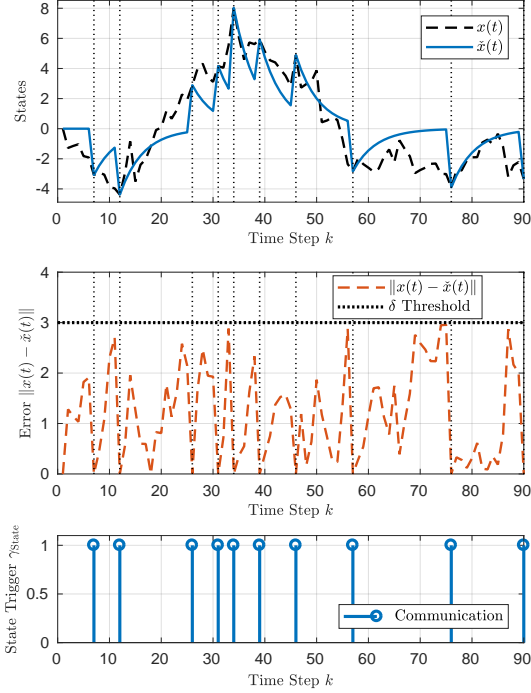 8
6
4
2
0
-2
-4
States
x(t)
x̌(t)
0 10 20 30 40 50 60 70 80 90
Time Step k
4
3
2
1
0
Error ‖x(t) − x̌(t)‖
‖x(t) − x̌(t)‖
δ Threshold
0 10 20 30 40 50 60 70 80 90
Time Step k
1
0.5
0
State Trigger γState
Communication
0 10 20 30 40 50 60 70 80 90
Time Step k